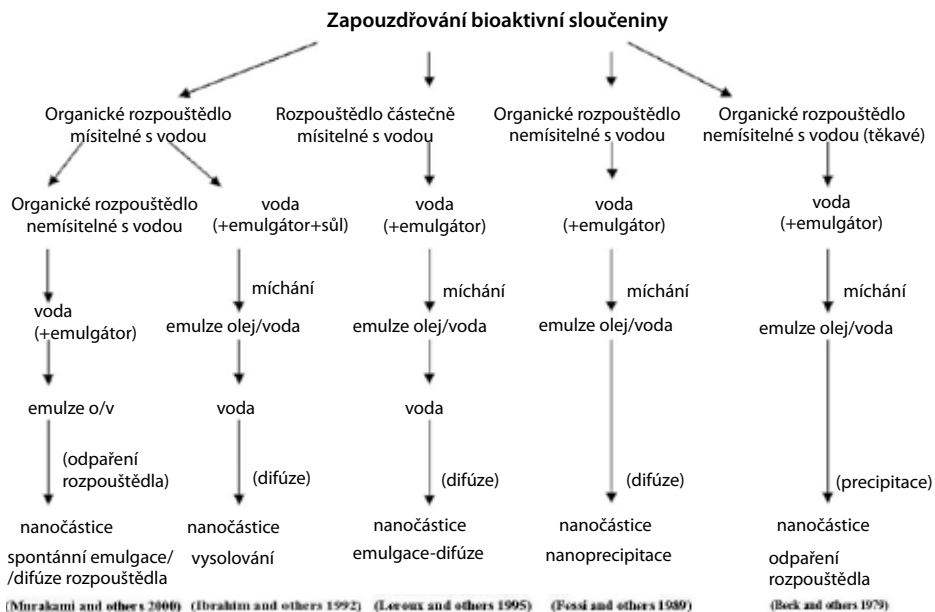 Zapouzdřování bioaktivní sloučeniny
Organické rozpouštědlo
mísitelné s vodou
Rozpouštědlo částečně
mísitelné s vodou
Organické rozpouštědlo
nemísitelné s vodou
Organické rozpouštědlo
nemísitelné s vodou (těkavé)
Organické rozpouštědlo
nemísitelné s vodou
voda
(+emulgátor+sůl)
voda
(+emulgátor)
voda
(+emulgátor)
voda
(+emulgátor)
míchání
míchání
míchání
míchání
voda
(+emulgátor)
emulze olej/voda
emulze olej/voda
emulze olej/voda
emulze olej/voda
emulze o/v
voda
voda
(odpaření
rozpouštědla)
(difúze)
(difúze)
(difúze)
(precipitace)
nanočástice
nanočástice
nanočástice
nanočástice
nanočástice
spontánní emulgace/
/difúze rozpouštědla
vysolování
emulgace-difúze
nanoprecipitace
odpaření
rozpouštědla
(Murakami and others 2000)
(Ibrahim and others 1992)
(Leroux and others 1995)
(Fessi and others 1989)
(Beck and others 1979)